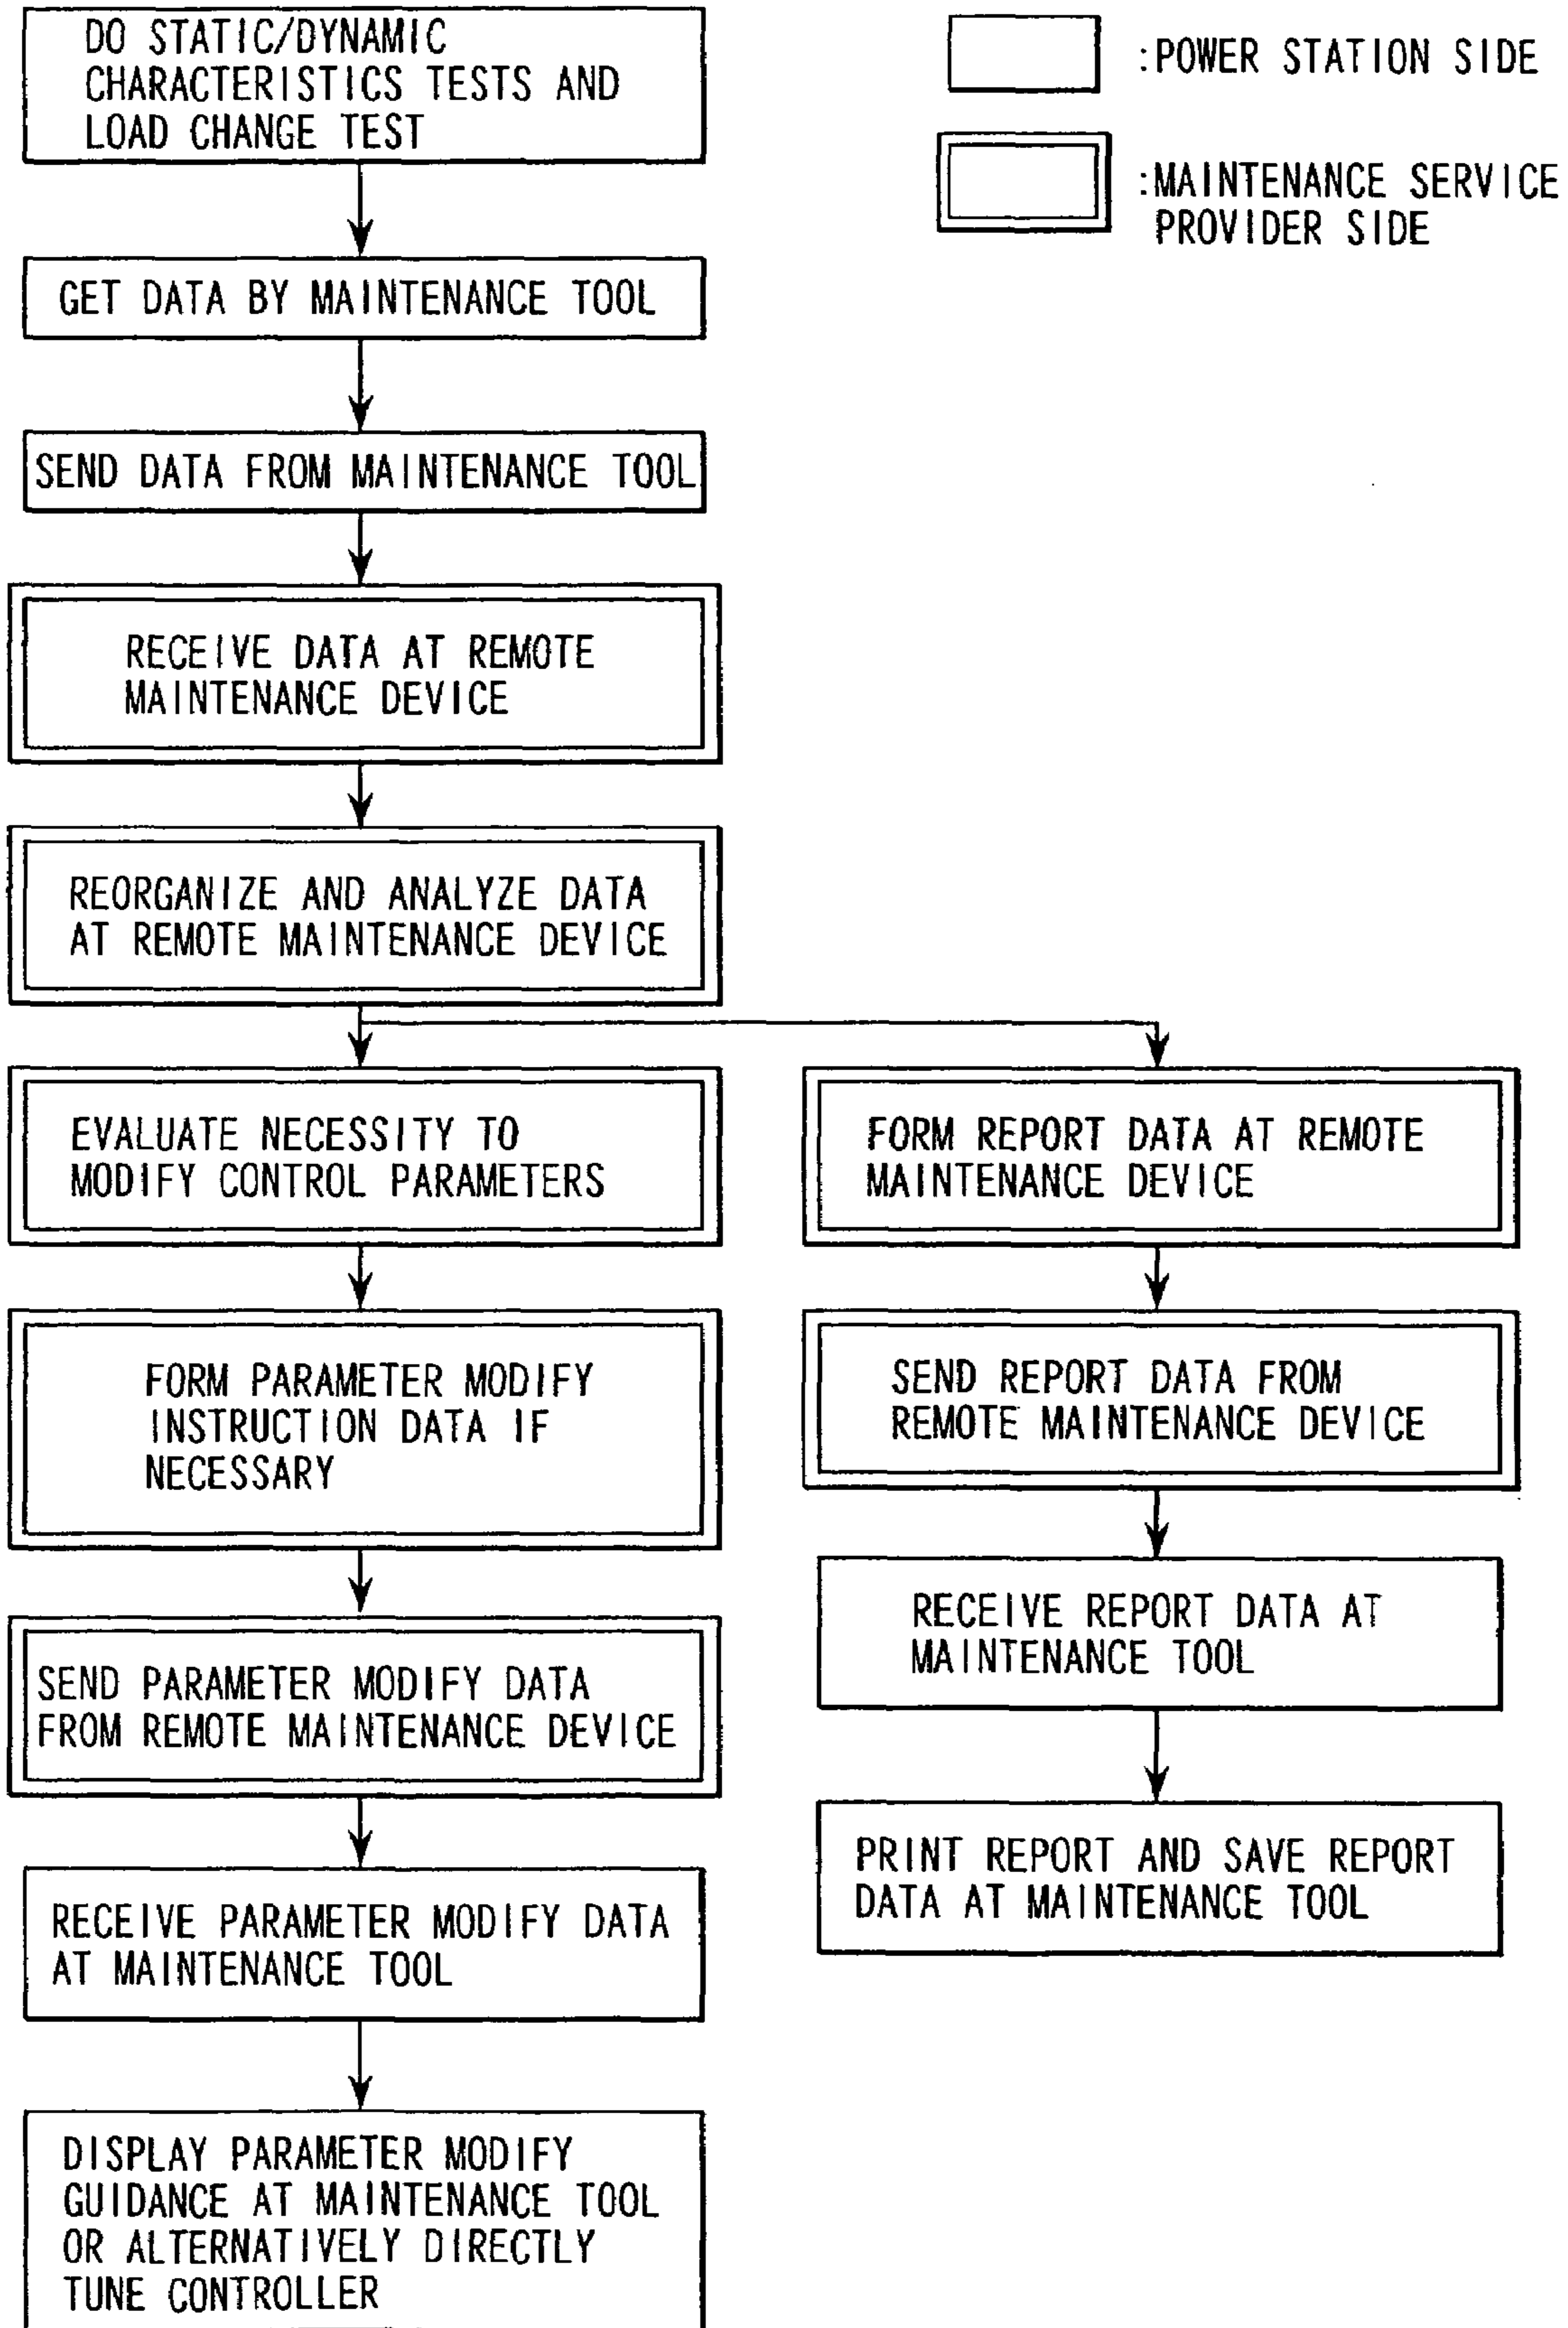 DO STATIC/DYNAMIC
CHARACTERISTICS TESTS AND
LOAD CHANGE TEST
:POWER STATION SIDE
:MAINTENANCE SERVICE
PROVIDER SIDE
GET DATA BY MAINTENANCE TOOL
SEND DATA FROM MAINTENANCE TOOL
RECEIVE DATA AT REMOTE
MAINTENANCE DEVICE
REORGANIZE AND ANALYZE DATA
AT REMOTE MAINTENANCE DEVICE
EVALUATE NECESSITY TO
MODIFY CONTROL PARAMETERS
FORM PARAMETER MODIFY
INSTRUCTION DATA IF
NECESSARY
SEND PARAMETER MODIFY DATA
FROM REMOTE MAINTENANCE DEVICE
RECEIVE PARAMETER MODIFY DATA
AT MAINTENANCE TOOL
DISPLAY PARAMETER MODIFY
GUIDANCE AT MAINTENANCE TOOL
OR ALTERNATIVELY DIRECTLY
TUNE CONTROLLER
FORM REPORT DATA AT REMOTE
MAINTENANCE DEVICE
SEND REPORT DATA FROM
REMOTE MAINTENANCE DEVICE
RECEIVE REPORT DATA AT
MAINTENANCE TOOL
PRINT REPORT AND SAVE REPORT
DATA AT MAINTENANCE TOOL